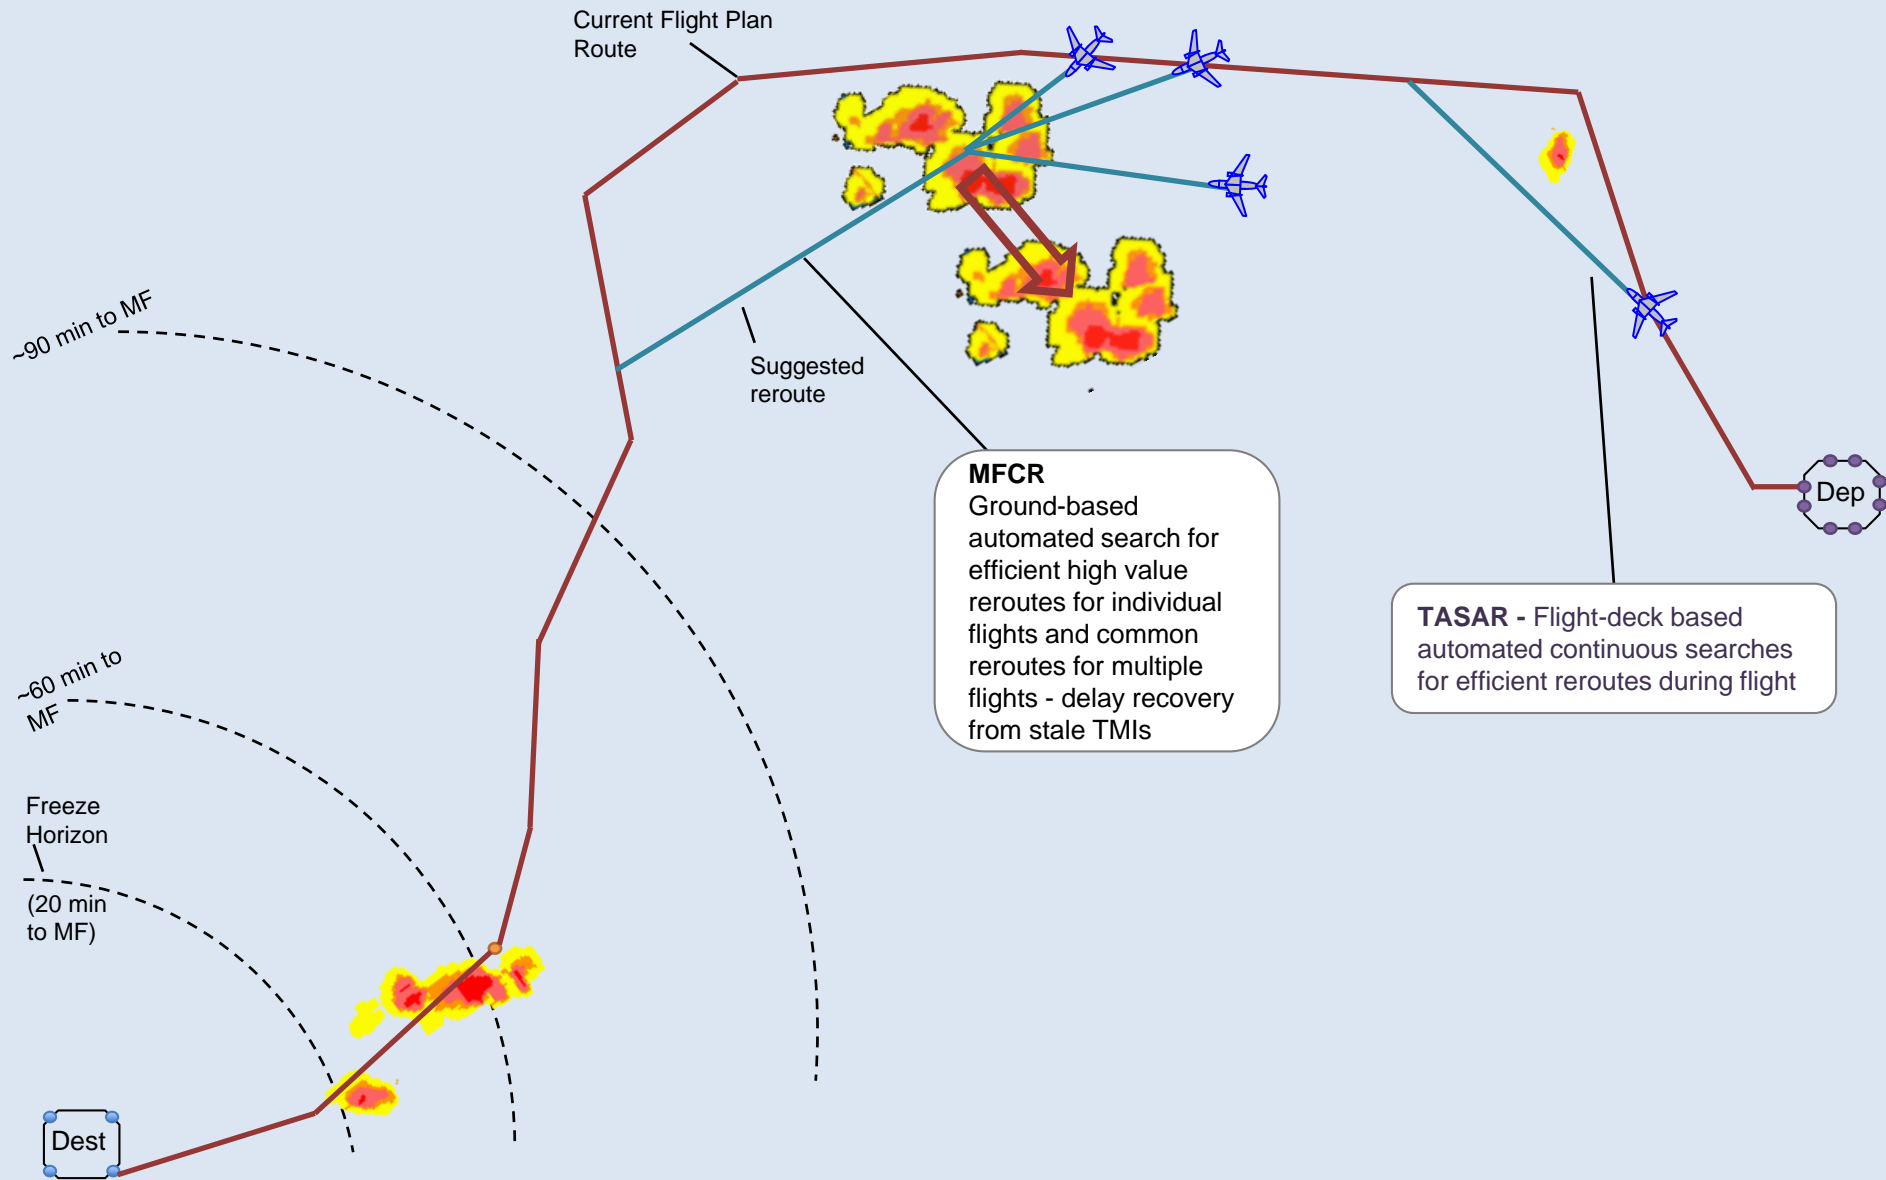 Current Flight Plan
Route
~90 min to MF
Suggested
reroute
MFCR
Ground-based
automated search for
efficient high value
reroutes for individual
flights and common
reroutes for multiple
flights - delay recovery
from stale TMIs
Dep
TASAR - Flight-deck based
automated continuous searches
for efficient reroutes during flight
~60 min to
MF
Freeze
Horizon
(20 min
to MF)
Dest